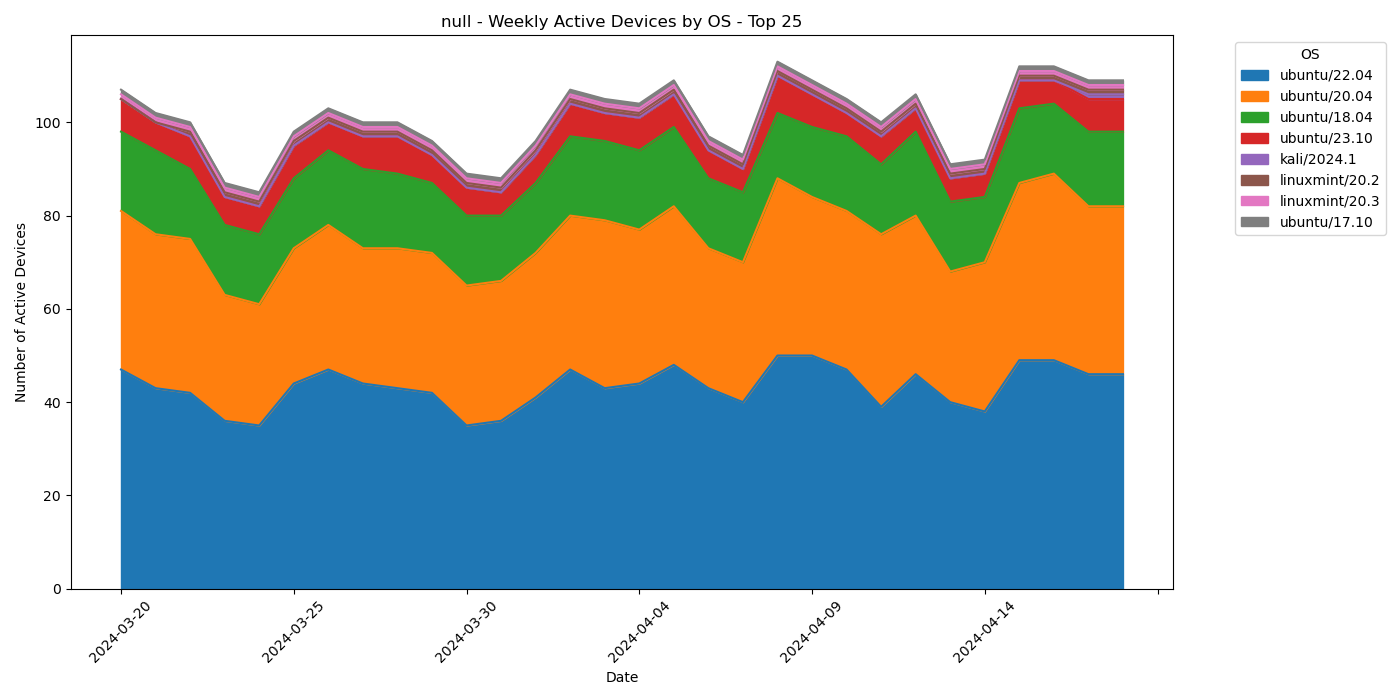 null - Weekly Active Devices by OS - Top 25
Number of Active Devices
100
80
60
40
20
0
2024-03-20
2024-03-25
2024-03-30
2024-04-04
2024-04-09
2024-04-14
Date
OS
ubuntu/22.04
ubuntu/20.04
ubuntu/18.04
ubuntu/23.10
kali/2024.1
linuxmint/20.2
linuxmint/20.3
ubuntu/17.10